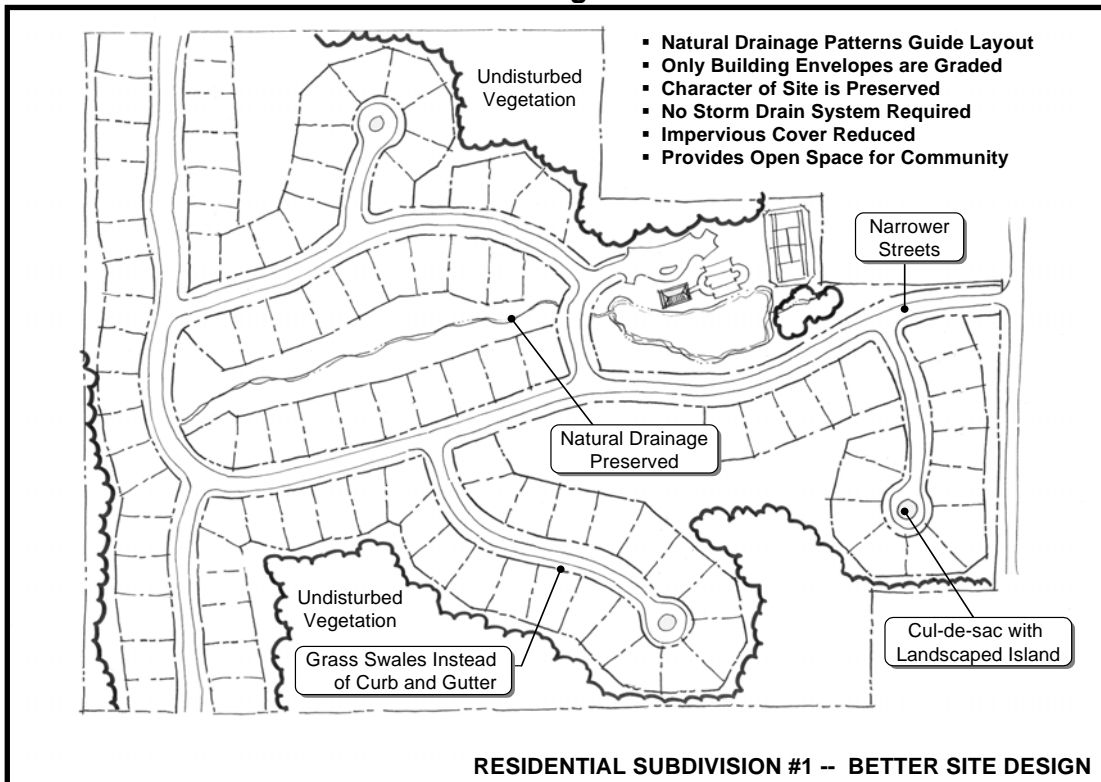 Undisturbed
Vegetation
▪ Natural Drainage Patterns Guide Layout
▪ Only Building Envelopes are Graded
▪ Character of Site is Preserved
▪ No Storm Drain System Required
▪ Impervious Cover Reduced
▪ Provides Open Space for Community
Narrower
Streets
Natural Drainage
Preserved
Undisturbed
Vegetation
Grass Swales Instead
of Curb and Gutter
Cul-de-sac with
Landscaped Island
RESIDENTIAL SUBDIVISION #1 -- BETTER SITE DESIGN